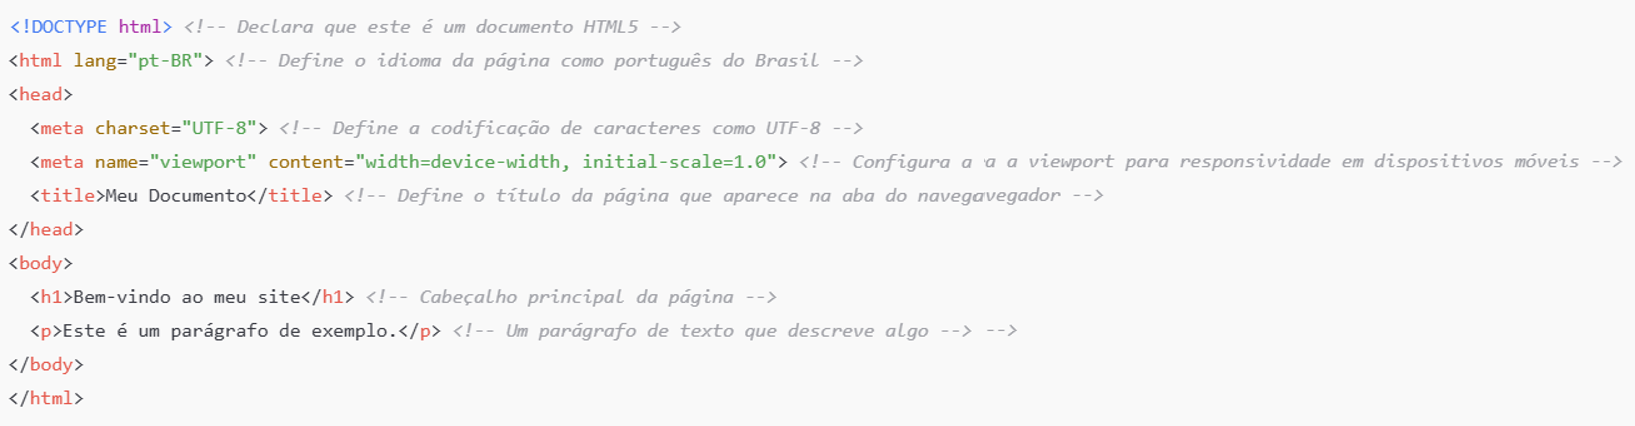 <!DOCTYPE html> <!-- Declara que este é um documento HTML5 -->
<html lang="pt-BR"> <!-- Define o idioma da página como português do Brasil -->
<head>
<meta charset="UTF-8"> <!-- Define a codificação de caracteres como UTF-8 -->
<meta name="viewport" content="width=device-width, initial-scale=1.0"> <!-- Configura a a a viewport para responsividade em dispositivos móveis -->
<title>Meu Documento</title> <!-- Define o título da página que aparece na aba do navegavegador -->
</head>
<body>
<h1>Bem-vindo ao meu site</h1> <!-- Cabeçalho principal da página -->
<p>Este é um parágrafo de exemplo.</p> <!-- Um parágrafo de texto que descreve algo --> -->
</body>
</html>